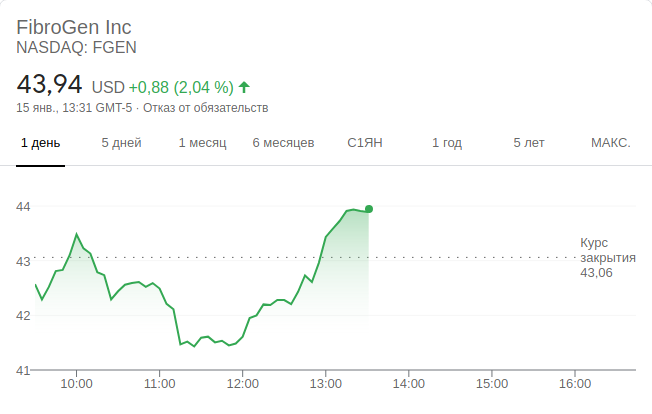 FibroGen Inc
NASDAQ: FGEN
43,94 USD +0,88 (2,04 %)
15 янв., 13:31 GMT-5 · Отказ от обязательств
1 день 5 дней 1 месяц 6 месяцев С1ЯН 1 год 5 лет МАКС.
44
43
42
41
Курс
закрытия
43,06
10:00 11:00 12:00 13:00 14:00 15:00 16:00